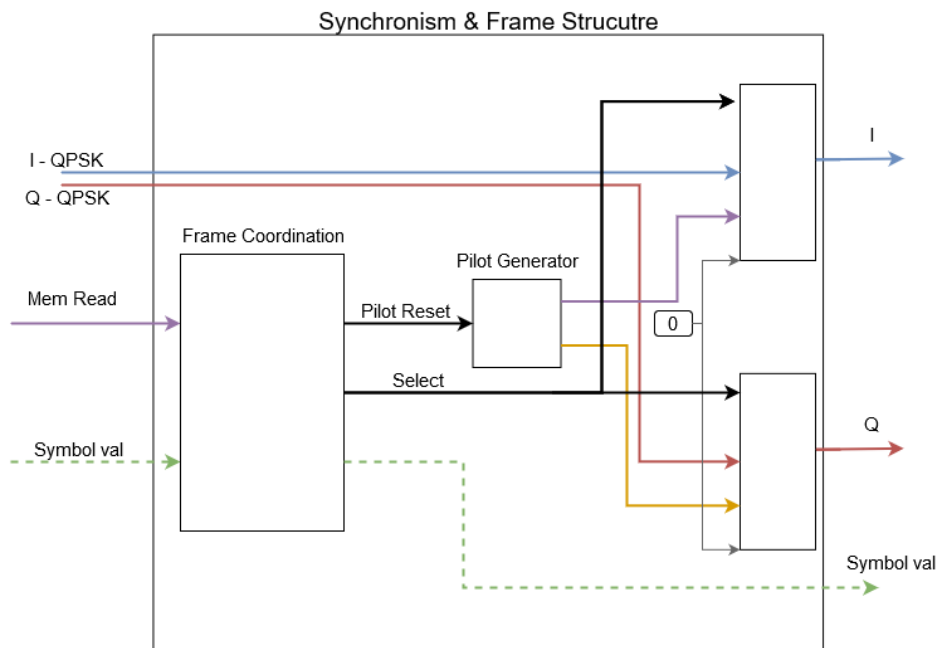 Synchronism & Frame Strucutre
I - QPSK
Q - QPSK
I
Frame Coordination
Pilot Generator
Mem Read
Pilot Reset
0
Select
Symbol val
Q
Symbol val